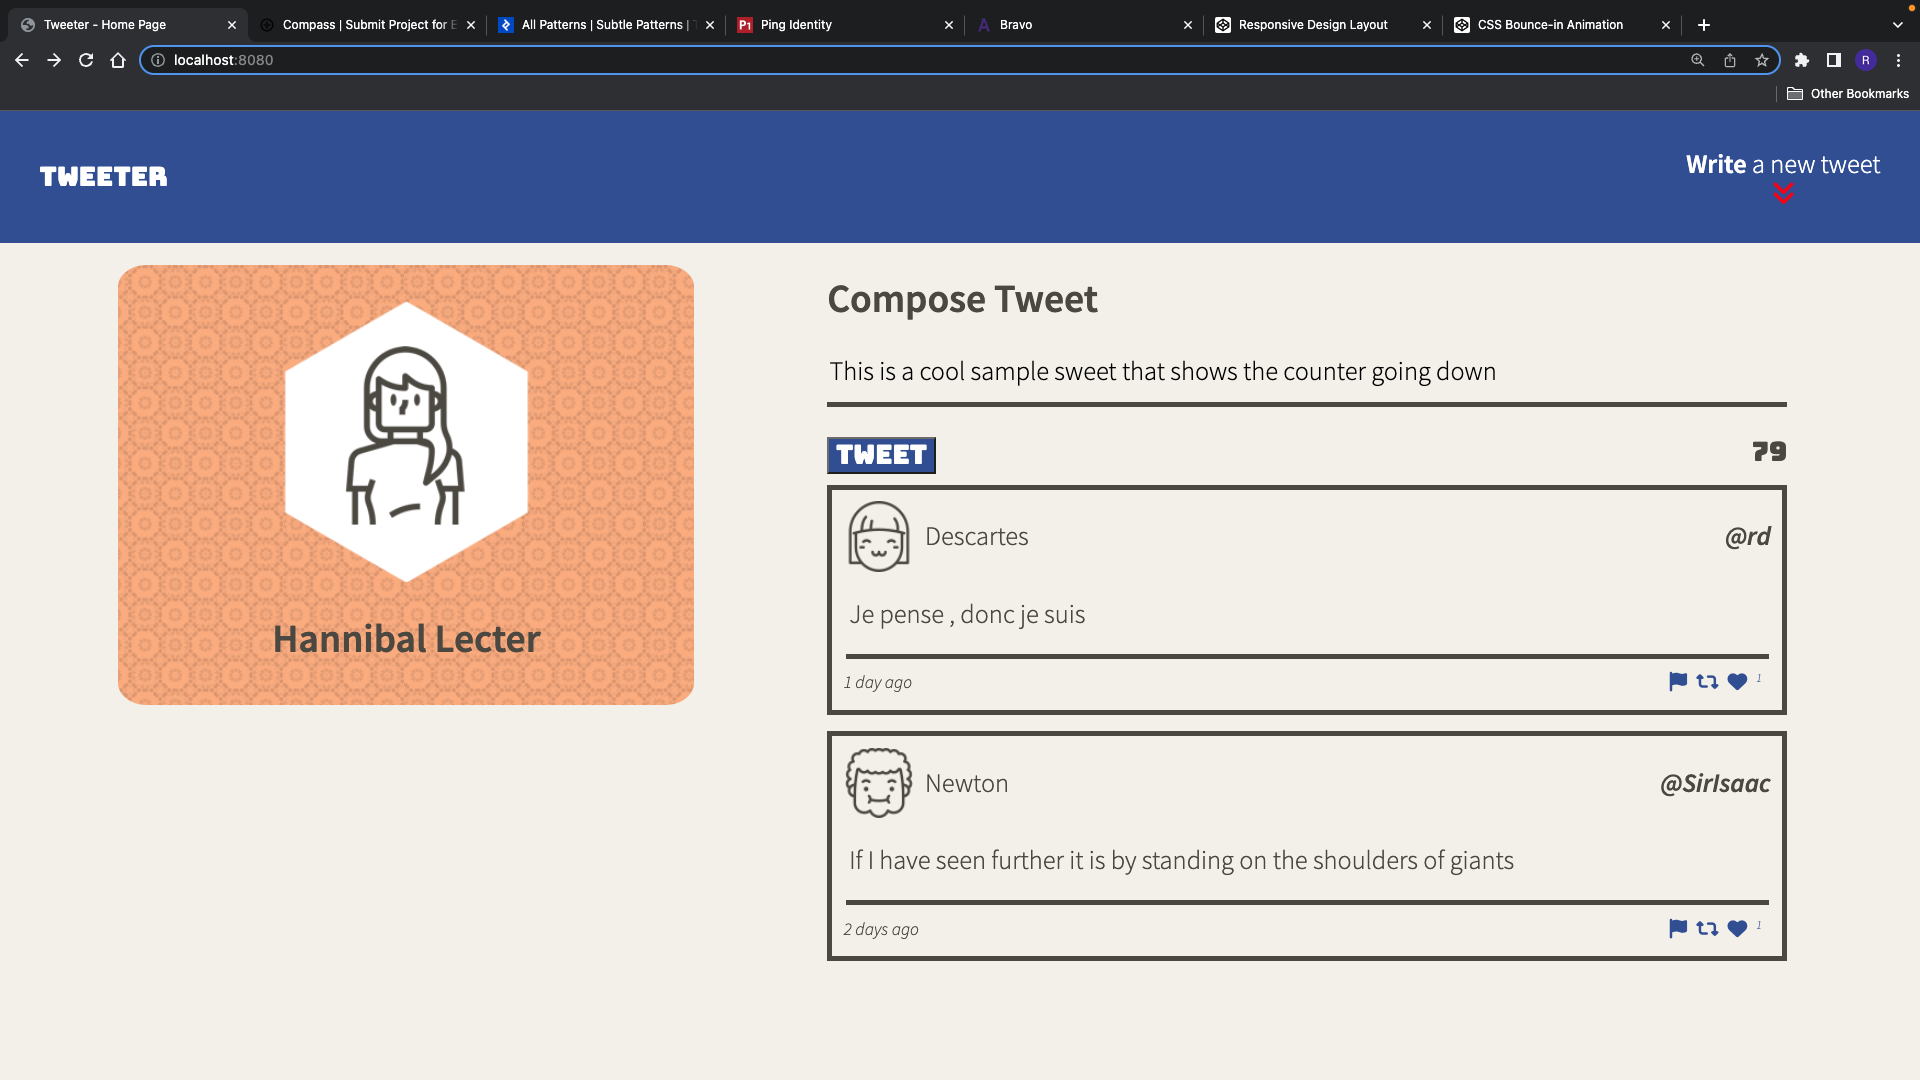 Tweeter - Home Page
Compass | Submit Project for E
All Patterns | Subtle Patterns |
P1 Ping Identity
A Bravo
Responsive Design Layout
CSS Bounce-in Animation
localhost:8080
R
Other Bookmarks
TWEETER
Write a new tweet
Hannibal Lecter
Compose Tweet
This is a cool sample sweet that shows the counter going down
TWEET
79
Descartes
@rd
Je pense , donc je suis
1 day ago
1
Newton
@SirIsaac
If I have seen further it is by standing on the shoulders of giants
2 days ago
1